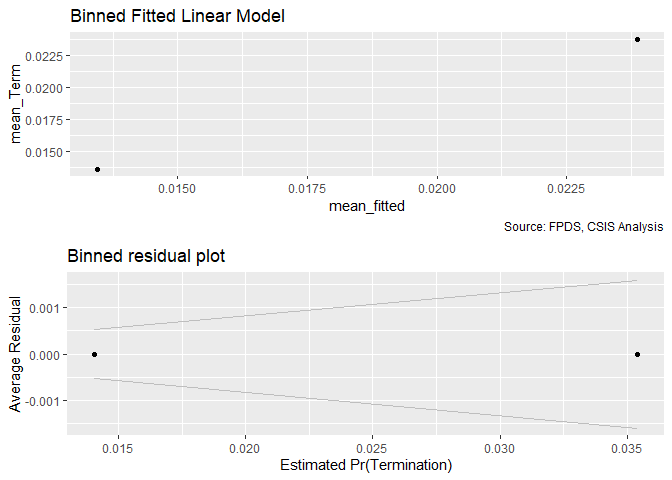 Binned Fitted Linear Model
mean_Term
0.0225
0.0200
0.0175
0.0150
0.0150 0.0175 0.0200 0.0225
mean_fitted
Source: FPDS, CSIS Analysis
Binned residual plot
Average Residual
0.001
0.000
-0.001
0.015 0.020 0.025 0.030 0.035
Estimated Pr(Termination)